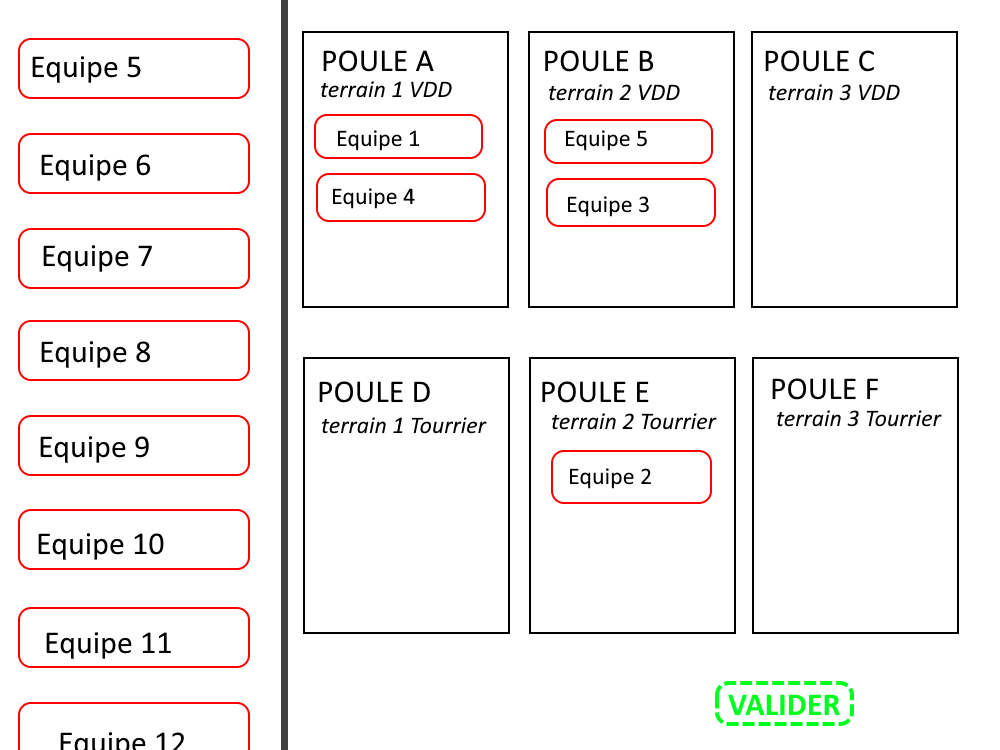 Equipe 5
Equipe 6
Equipe 7
Equipe 8
Equipe 9
Equipe 10
Equipe 11
Equipe 12
POULE A
terrain 1 VDD
Equipe 1
Equipe 4
POULE B
terrain 2 VDD
Equipe 5
Equipe 3
POULE C
terrain 3 VDD
POULE D
terrain 1 Tourrier
POULE E
terrain 2 Tourrier
Equipe 2
POULE F
terrain 3 Tourrier
VALIDER